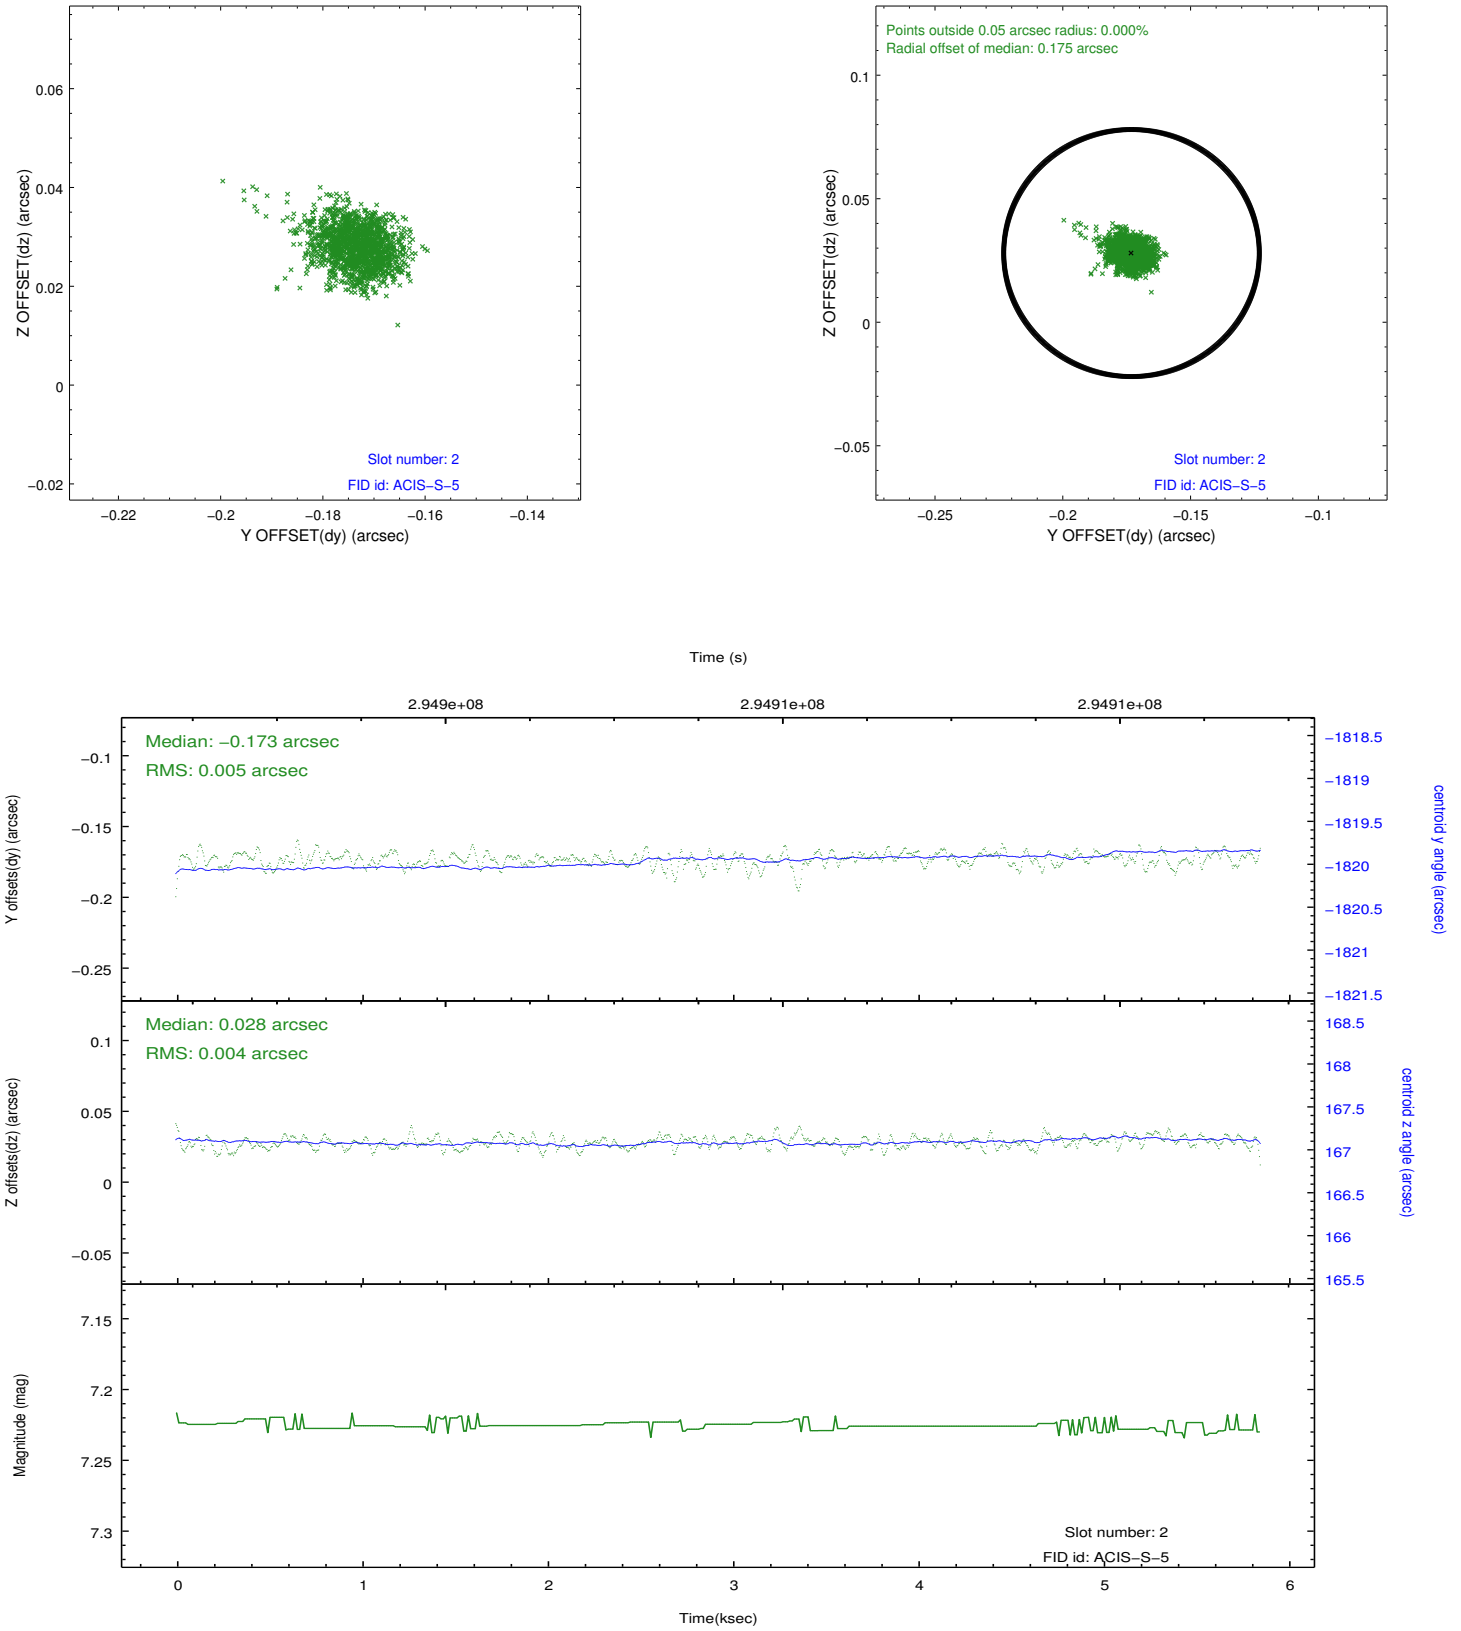 0.06
0.04
0.02
0
−0.02
−0.22
−0.2
−0.18
−0.16
−0.14
Z OFFSET(dz) (arcsec)
Y OFFSET(dy) (arcsec)
Slot number: 2
FID id: ACIS−S−5
Points outside 0.05 arcsec radius: 0.000%
Radial offset of median: 0.175 arcsec
0.1
0.05
0
−0.05
−0.25
−0.2
−0.15
−0.1
Z OFFSET(dz) (arcsec)
Y OFFSET(dy) (arcsec)
Slot number: 2
FID id: ACIS−S−5
Time (s)
2.949e+08
2.9491e+08
2.9491e+08
Median: −0.173 arcsec
RMS: 0.005 arcsec
−0.1
−0.15
−0.2
−0.25
Y offsets(dy) (arcsec)
−1818.5
−1819
−1819.5
−1820
−1820.5
−1821
−1821.5
centroid y angle (arcsec)
Median: 0.028 arcsec
RMS: 0.004 arcsec
0.1
0.05
0
−0.05
Z offsets(dz) (arcsec)
168.5
168
167.5
167
166.5
166
165.5
centroid z angle (arcsec)
7.15
7.2
7.25
7.3
Magnitude (mag)
Slot number: 2
FID id: ACIS−S−5
0
1
2
3
4
5
6
Time(ksec)